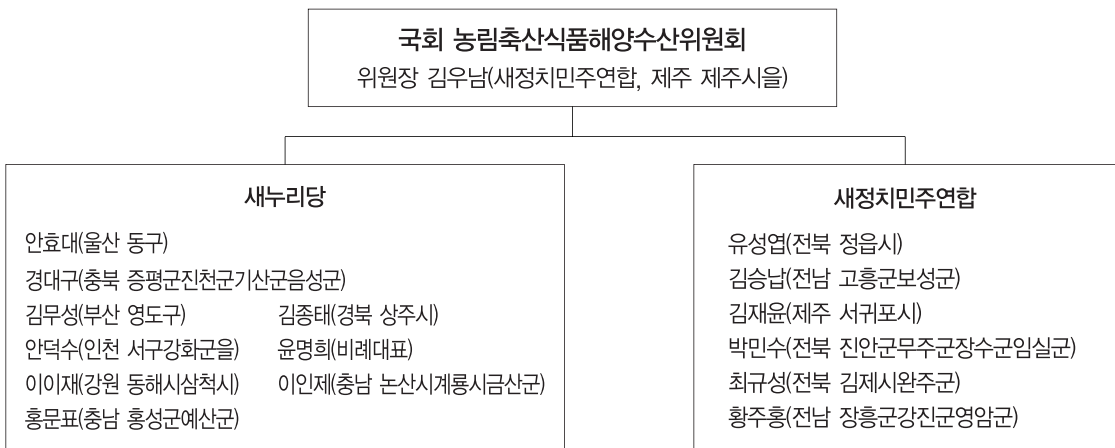 국회 농림축산식품해양수산위원회
위원장 김우남(새정치민주연합, 제주 제주시을)
새누리당
안효대(울산 동구)
경대구(충북 증평군진천군기산군음성군)
김무성(부산 영도구) 김종태(경북 상주시)
안덕수(인천 서구강화군을) 윤명희(비례대표)
이이재(강원 동해시삼척시) 이인제(충남 논산시계룡시금산군)
홍문표(충남 홍성군예산군)
새정치민주연합
유성엽(전북 정읍시)
김승납(전남 고흥군보성군)
김재윤(제주 서귀포시)
박민수(전북 진안군무주군장수군임실군)
최규성(전북 김제시완주군)
황주홍(전남 장흥군강진군영암군)